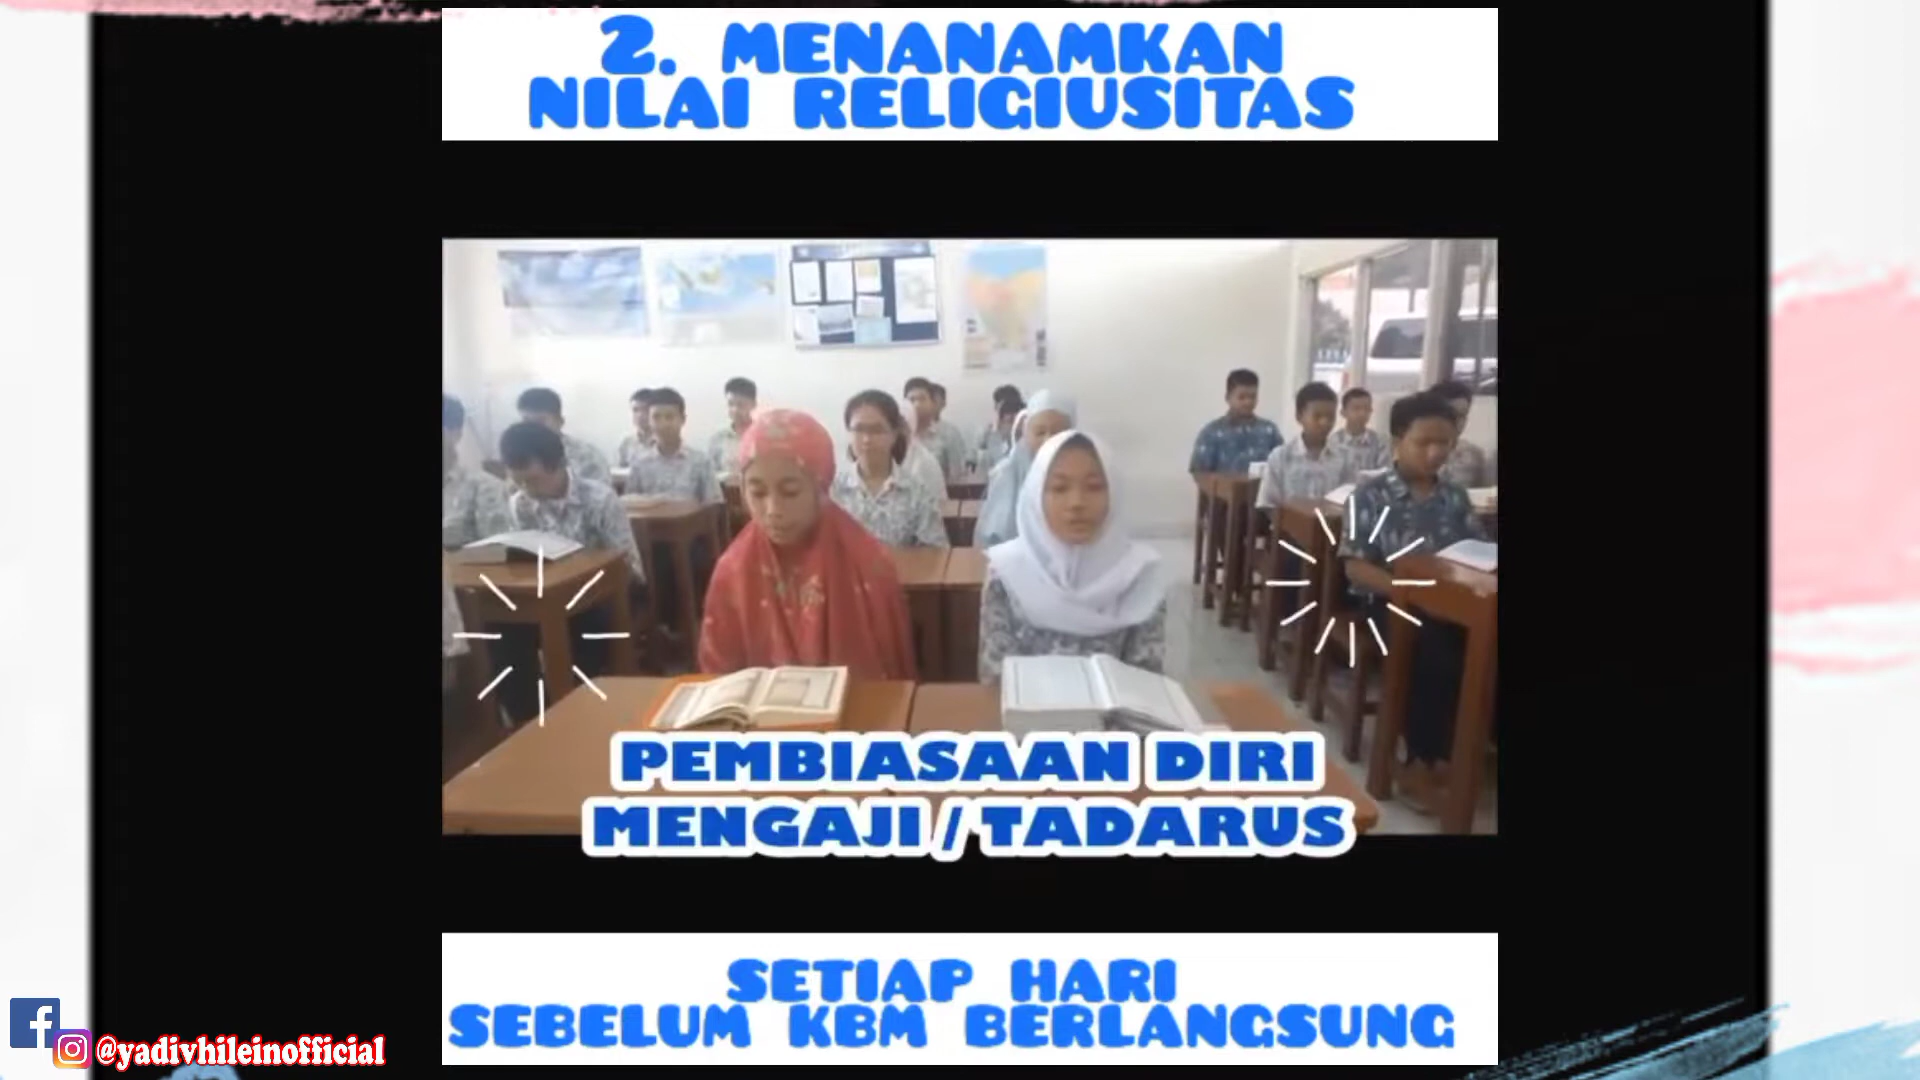 2. MENANAMKAN
NILAI RELIGIUSITAS
PEMBIASAAN DIRI
MENGAJI / TADARUS
SETIAP HARI
SEBELUM KBM BERLANGSUNG
@yadivhileinofficial